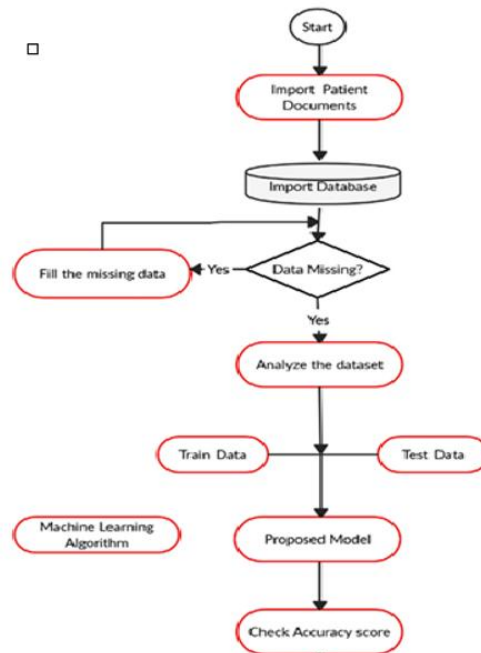 Start
Import Patient
Documents
Import Database
Data Missing?
Yes
Fill the missing data
Yes
Analyze the dataset
Train Data
Test Data
Machine Learning
Algorithm
Proposed Model
Check Accuracy score